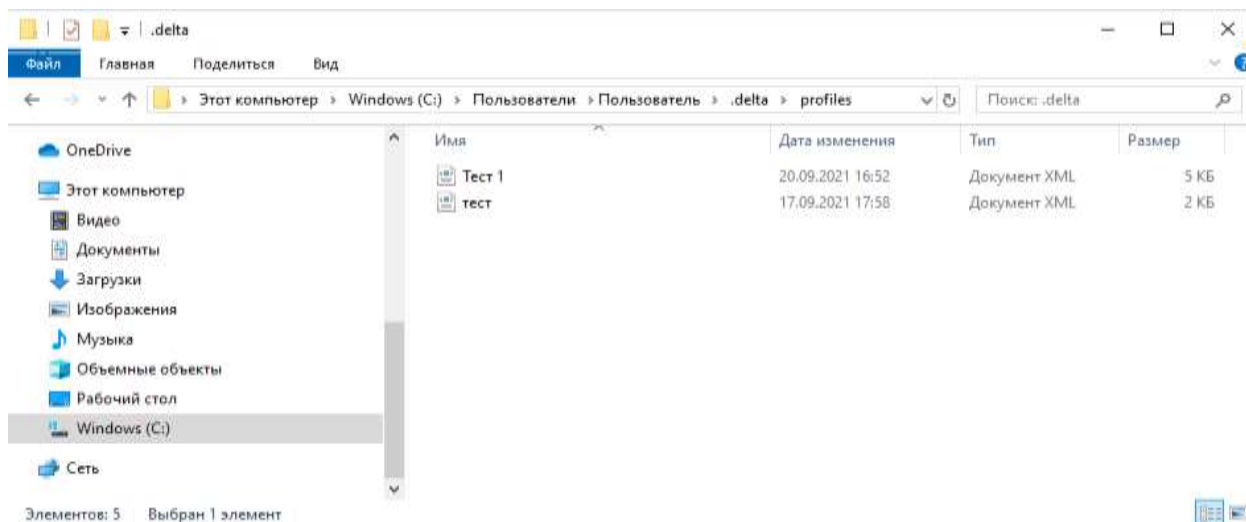 .delta
Файл Главная Поделиться Вид
Этот компьютер Windows (C:) Пользователи Пользователь .delta profiles Поиск: .delta
Имя Дата изменения Тип Размер
OneDrive
Этот компьютер
Видео
Документы
Загрузки
Изображения
Музыка
Объемные объекты
Рабочий стол
Windows (C:)
Сеть
Тест 1 20.09.2021 16:52 Документ XML 5 КБ
тест 17.09.2021 17:58 Документ XML 2 КБ
Элементов: 5 Выбран 1 элемент